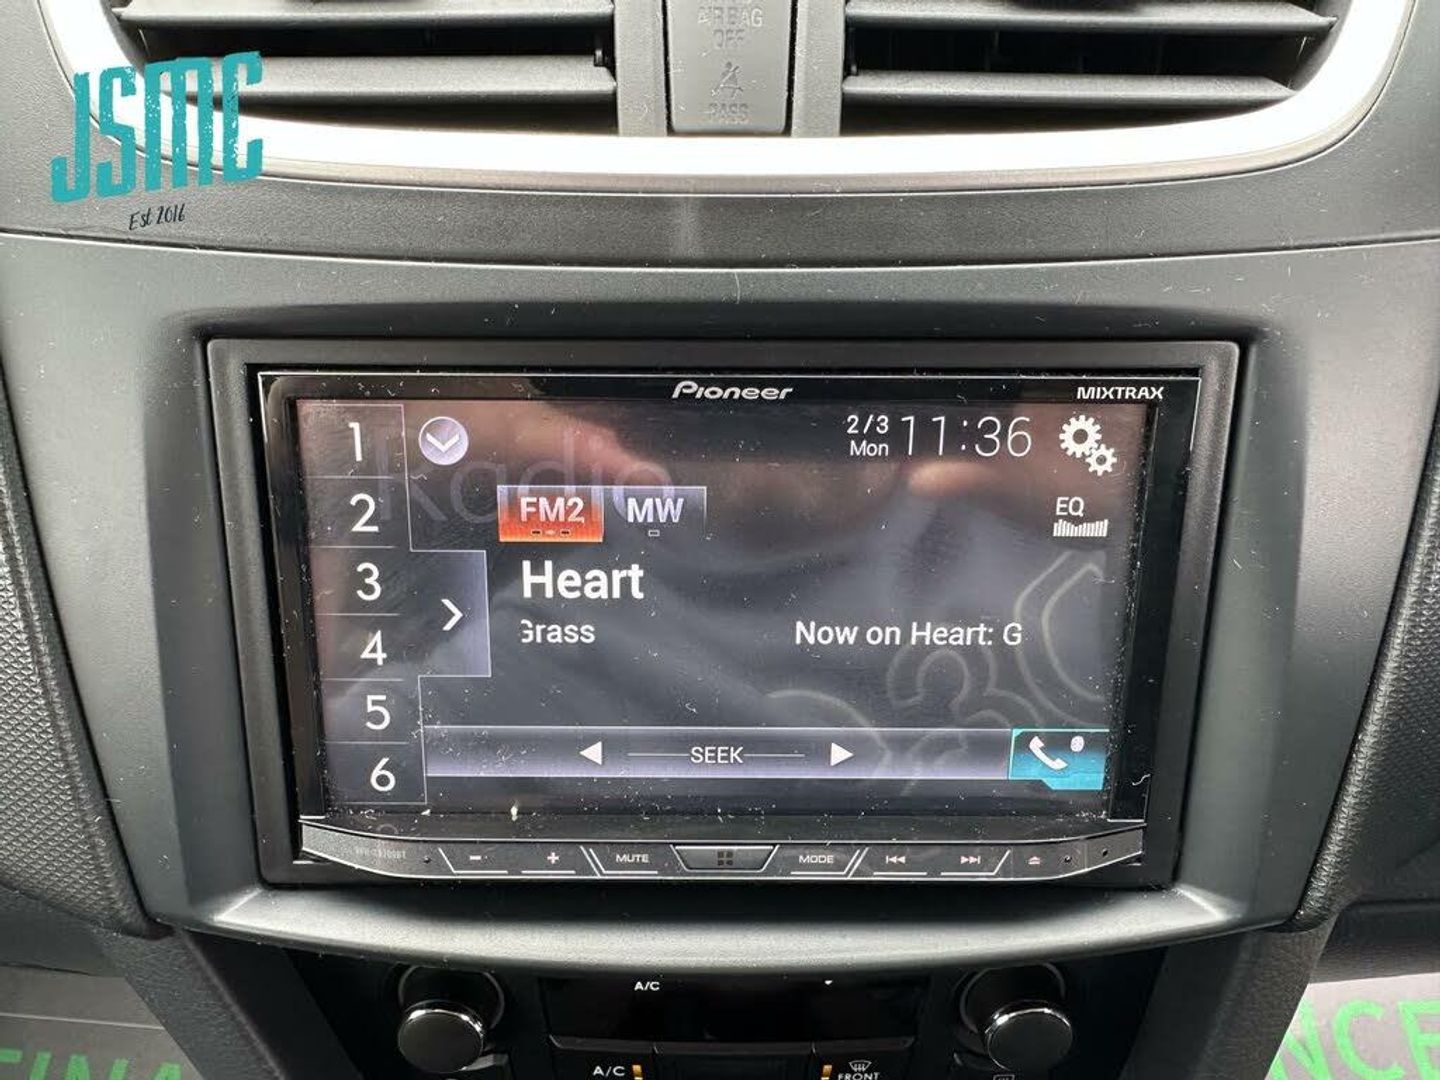 AIRBAG
OFF
PASS
JSMC
Est 2016
Pioneer
MIXTRAX
1
2/3
Mon
11:36
Radio
2
FM2
MW
EQ
3
Heart
Grass
Now on Heart: G
4
5
SEEK
6
- + MUTE MODE
A/C
A/C
FRONT